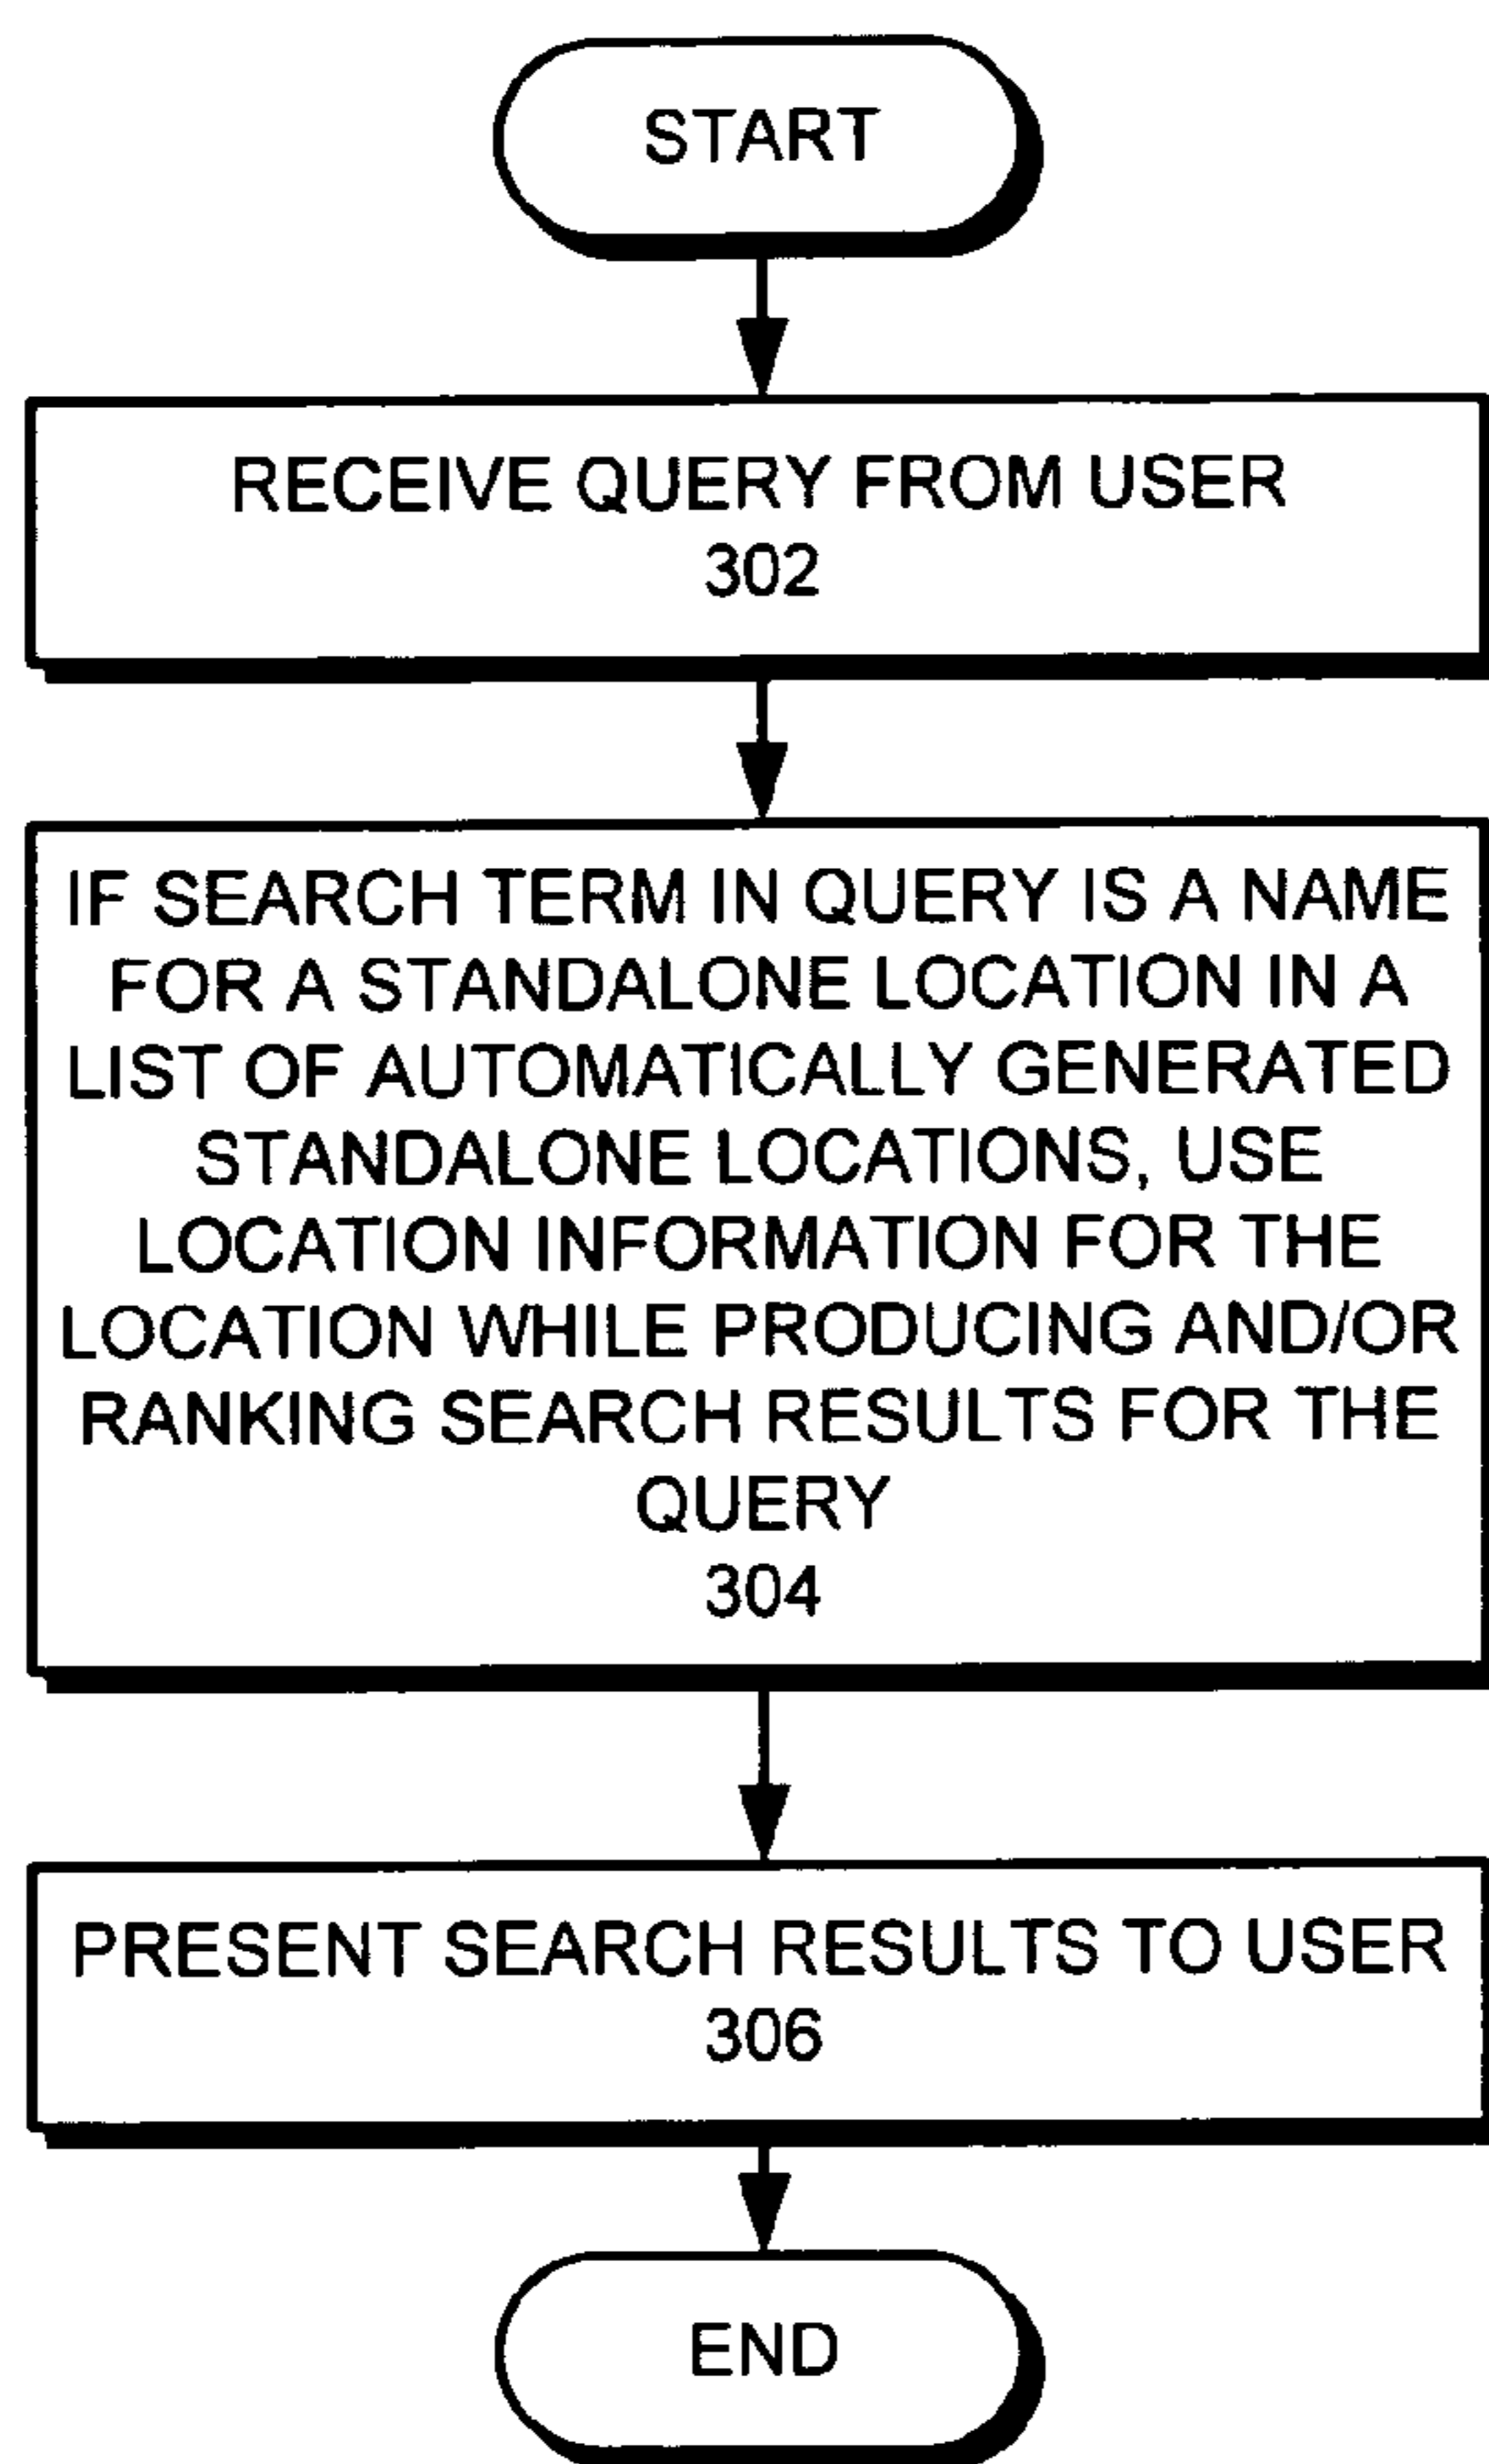 START
RECEIVE QUERY FROM USER
302
IF SEARCH TERM IN QUERY IS A NAME
FOR A STANDALONE LOCATION IN A
LIST OF AUTOMATICALLY GENERATED
STANDALONE LOCATIONS, USE
LOCATION INFORMATION FOR THE
LOCATION WHILE PRODUCING AND/OR
RANKING SEARCH RESULTS FOR THE
QUERY
304
PRESENT SEARCH RESULTS TO USER
306
END